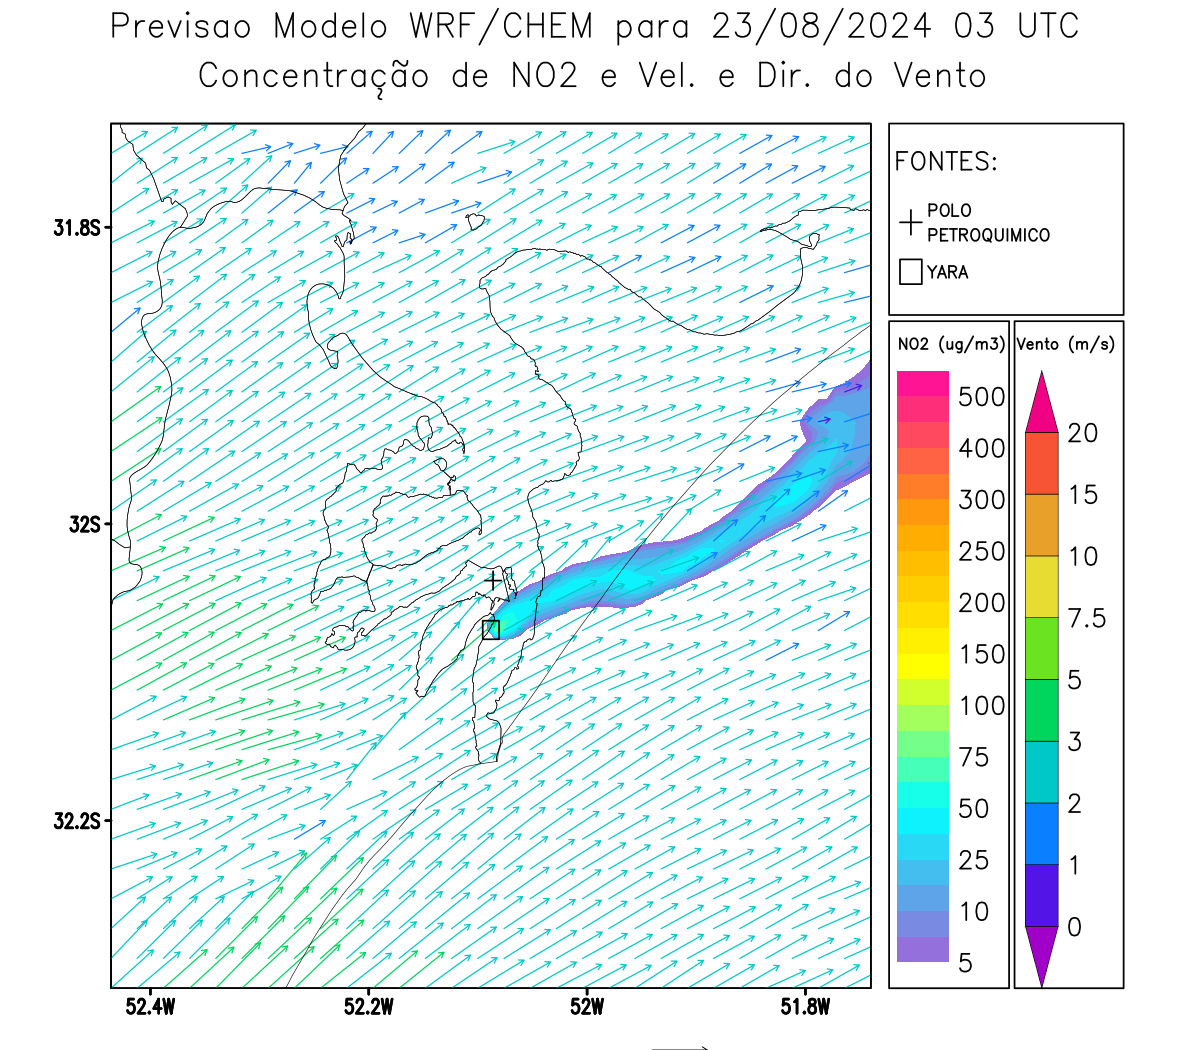 Previsao Modelo WRF/CHEM para 23/08/2024 03 UTC
Concentração de NO2 e Vel. e Dir. do Vento
FONTES:
POLO
PETROQUIMICO
YARA
NO2 (ug/m3)
500
400
300
250
200
150
100
75
50
25
10
5
Vento (m/s)
20
15
10
7.5
5
3
2
1
0
31.8S
32S
32.2S
52.4W
52.2W
52W
51.8W